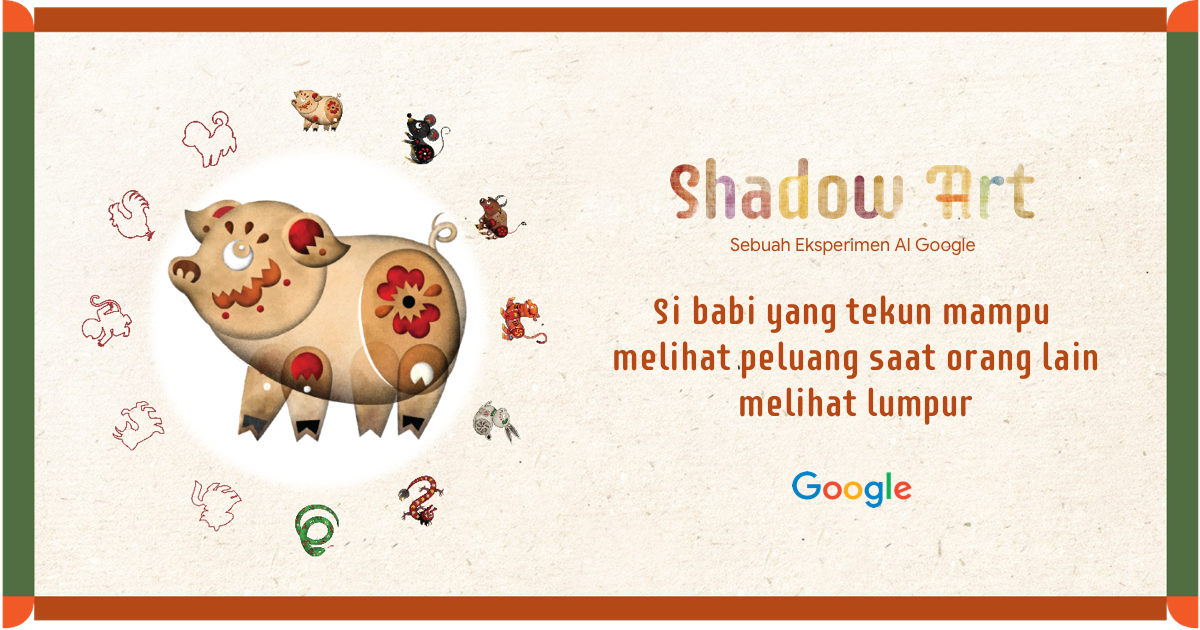 Shadow Art
Sebuah Eksperimen AI Google
Si babi yang tekun mampu
melihat peluang saat orang lain
melihat lumpur
Google